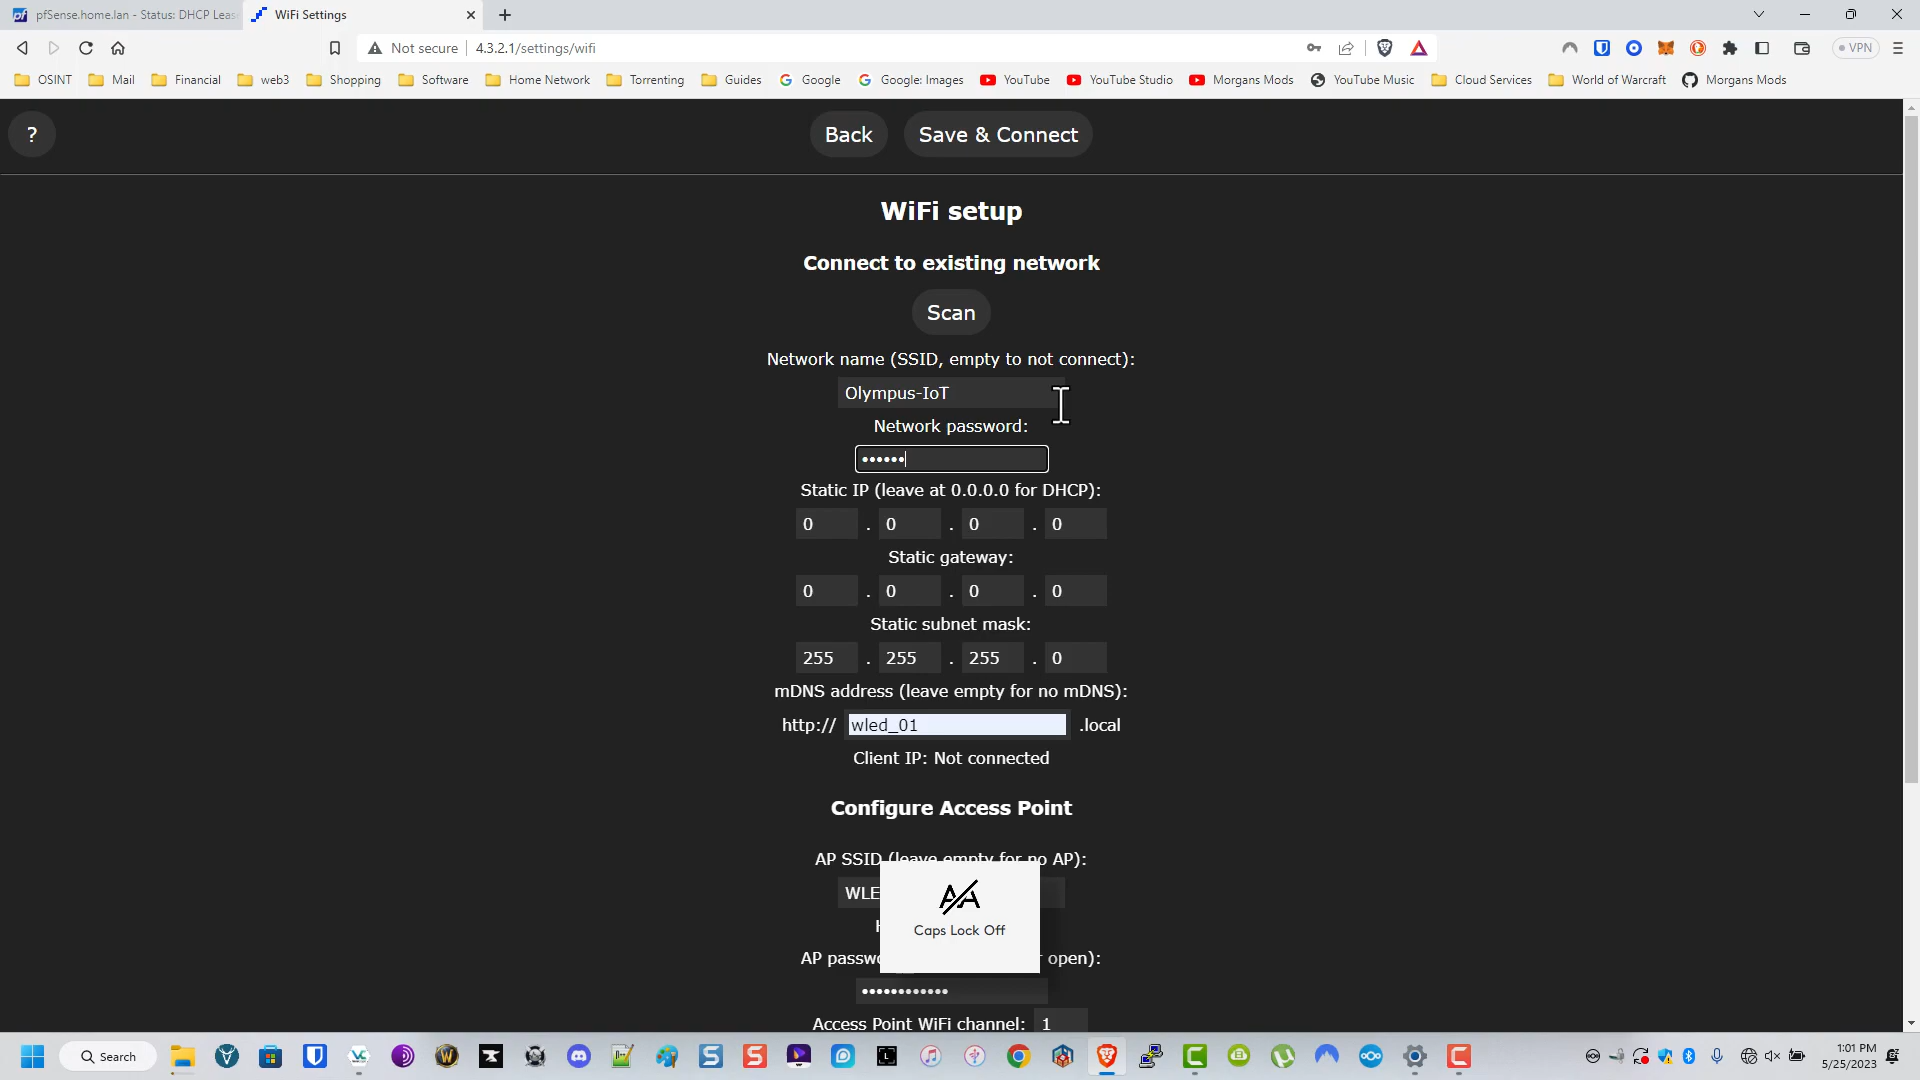 pfSense.home.lan - Status: DHCP Leas
WiFi Settings
Not secure
4.3.2.1/settings/wifi
VPN
OSINT
Mail
Financial
web3
Shopping
Software
Home Network
Torrenting
Guides
Google
Google: Images
YouTube
YouTube Studio
Morgans Mods
YouTube Music
Cloud Services
World of Warcraft
Morgans Mods
?
Back
Save & Connect
WiFi setup
Connect to existing network
Scan
Network name (SSID, empty to not connect):
Olympus-IoT
Network password:
••••••
Static IP (leave at 0.0.0.0 for DHCP):
0 . 0 . 0 . 0
Static gateway:
0 . 0 . 0 . 0
Static subnet mask:
255 . 255 . 255 . 0
mDNS address (leave empty for no mDNS):
http:// wled_01 .local
Client IP: Not connected
Configure Access Point
AP SSID (leave empty for no AP):
WLE
Caps Lock Off
AP passwo
open):
••••••••••••
Access Point WiFi channel: 1
Search
1:01 PM
5/25/2023